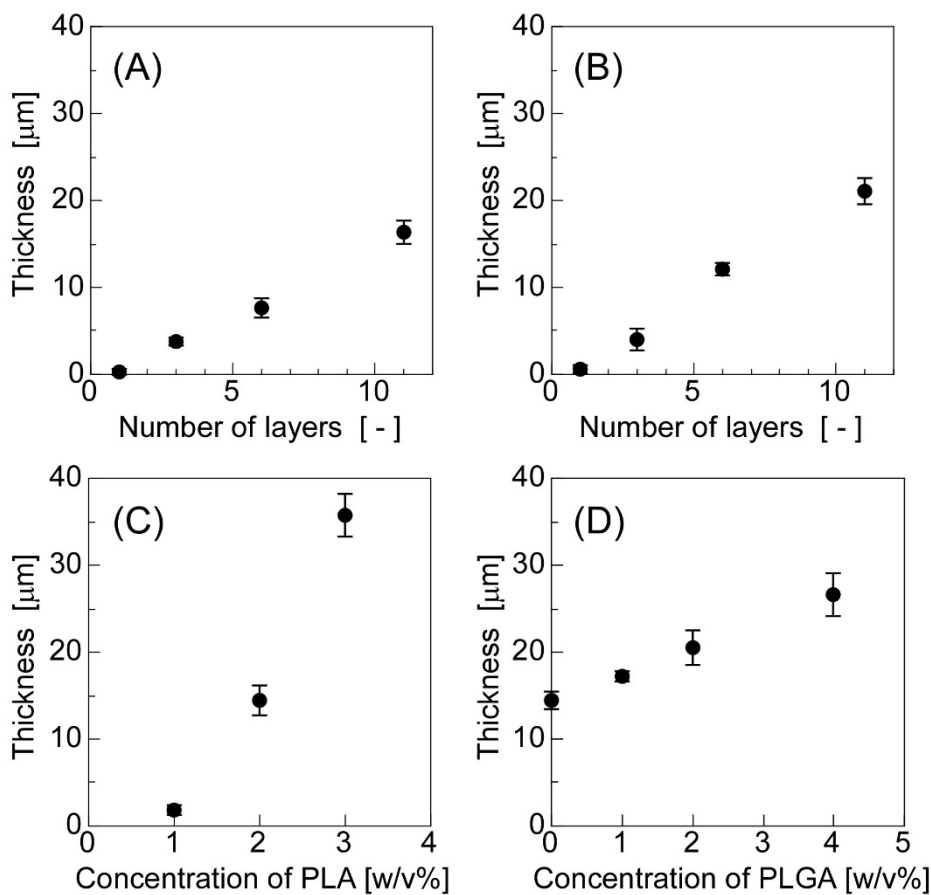 (A)
Thickness [μm]
40
30
20
10
0
0 5 10
Number of layers [ - ]
(B)
Thickness [μm]
40
30
20
10
0
0 5 10
Number of layers [ - ]
(C)
Thickness [μm]
40
30
20
10
0
0 1 2 3 4
Concentration of PLA [w/v%]
(D)
Thickness [μm]
40
30
20
10
0
0 1 2 3 4 5
Concentration of PLGA [w/v%]